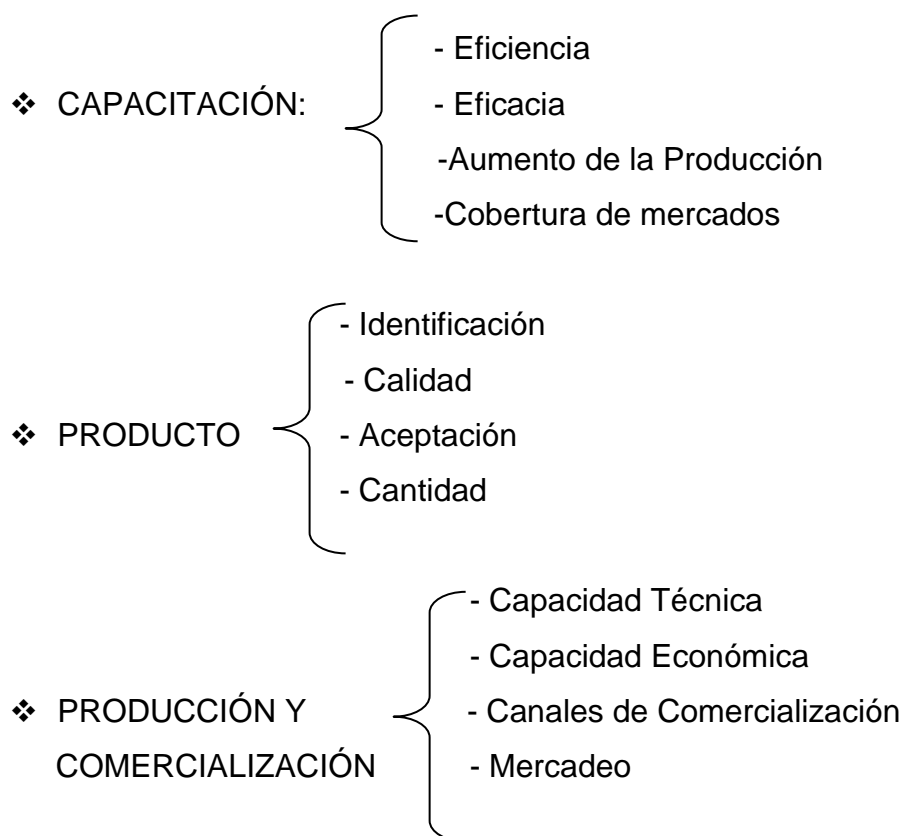 - Eficiencia
❖ CAPACITACIÓN: - Eficacia
-Aumento de la Producción
-Cobertura de mercados
- Identificación
- Calidad
❖ PRODUCTO - Aceptación
- Cantidad
- Capacidad Técnica
- Capacidad Económica
❖ PRODUCCIÓN Y - Canales de Comercialización
COMERCIALIZACIÓN - Mercadeo